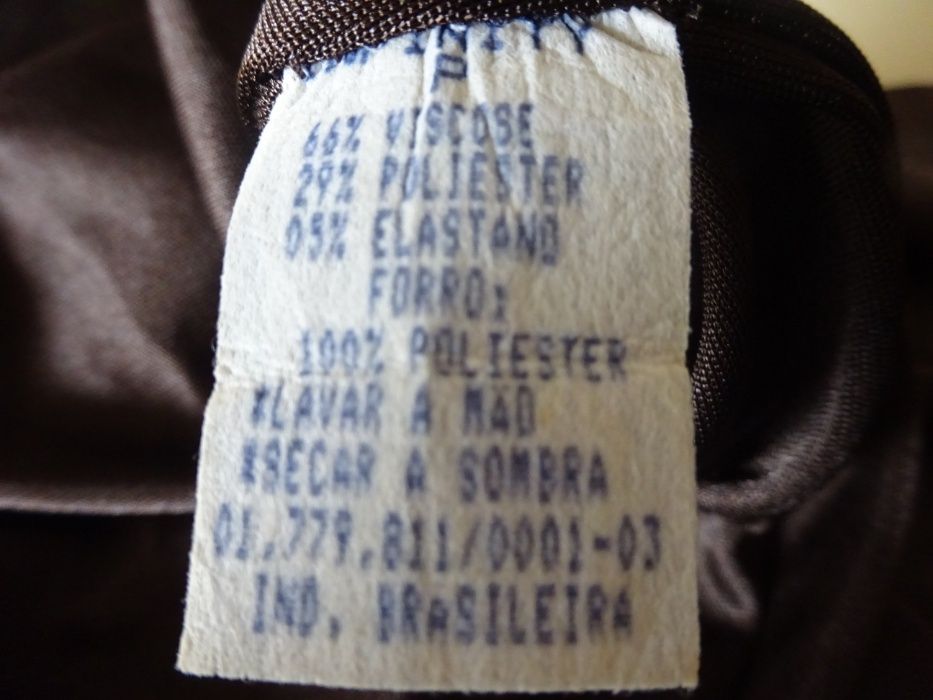 P
66% VISCOSE
29% POLIESTER
05% ELASTANO
FORRO:
100% POLIESTER
*LAVAR A MAO
*SECAR A SOMBRA
01.779.811/0001-03
IND. BRASILEIRA